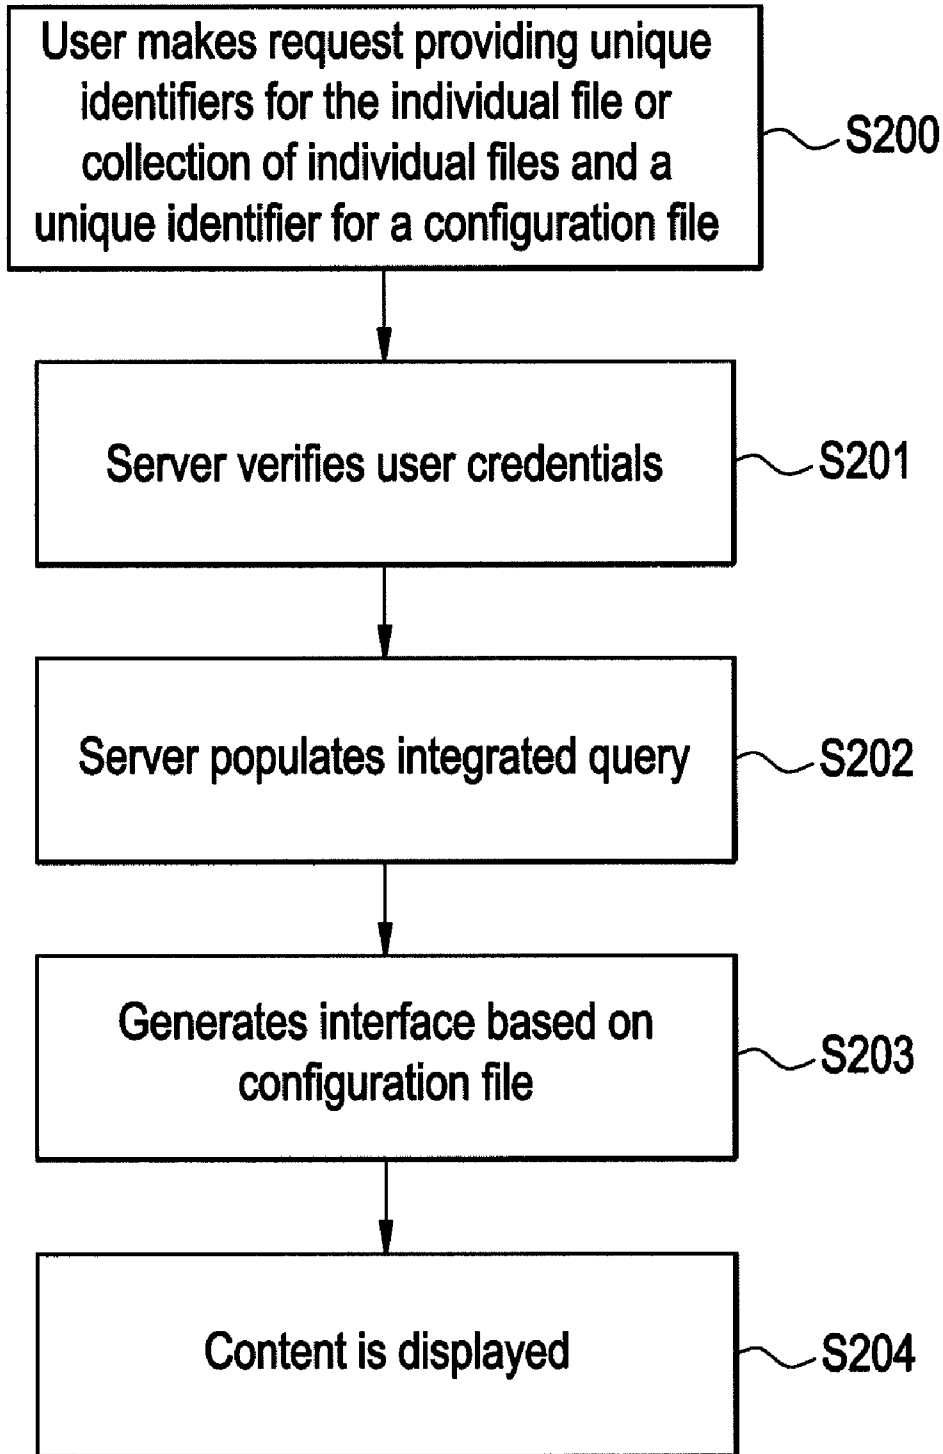 User makes request providing unique
identifiers for the individual file or
collection of individual files and a
unique identifier for a configuration file
S200
Server verifies user credentials
S201
Server populates integrated query
S202
Generates interface based on
configuration file
S203
Content is displayed
S204